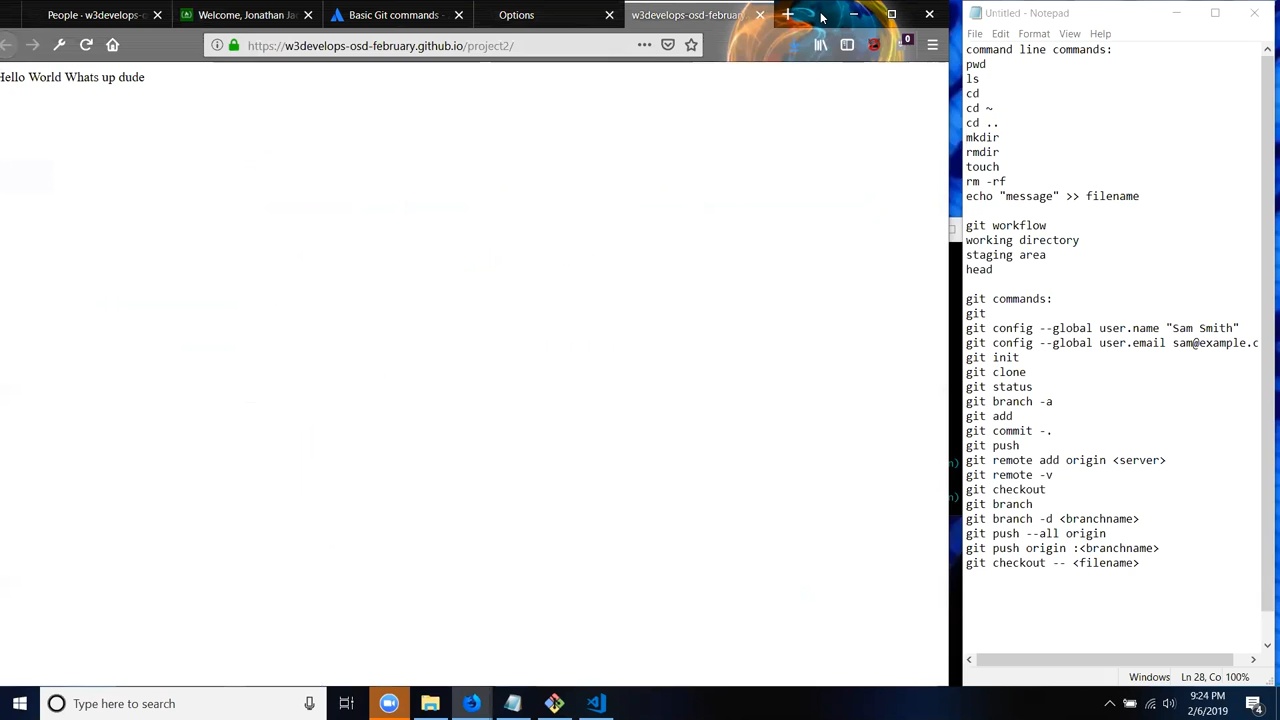 People · w3develops-o
Welcome, Jonathan Ja
Basic Git commands -
Options
w3develops-osd-februar
Untitled - Notepad
https://w3develops-osd-february.github.io/project2/
0
File Edit Format View Help
Hello World Whats up dude
command line commands:
pwd
ls
cd
cd ~
cd ..
mkdir
rmdir
touch
rm -rf
echo "message" >> filename
git workflow
working directory
staging area
head
git commands:
git
git config --global user.name "Sam Smith"
git config --global user.email sam@example.c
git init
git clone
git status
git branch -a
git add
git commit -.
git push
git remote add origin <server>
git remote -v
git checkout
git branch
git branch -d <branchname>
git push --all origin
git push origin :<branchname>
git checkout -- <filename>
Windows Ln 28, Co 100%
Type here to search
9:24 PM
2/6/2019
4